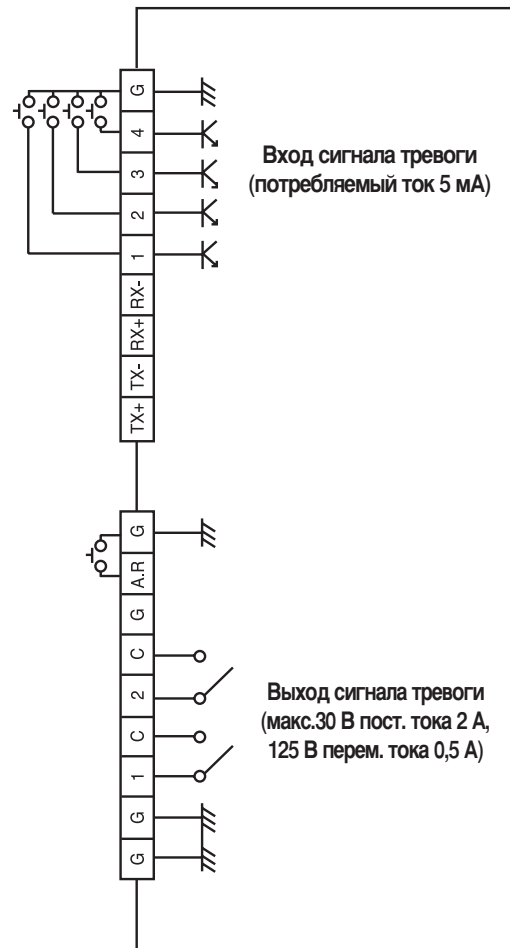 G
4
3
2
1
RX-
RX+
TX-
TX+
Вход сигнала тревоги
(потребляемый ток 5 мА)
G
A.R
G
C
2
C
1
G
G
Выход сигнала тревоги
(макс.30 В пост. тока 2 А,
125 В перем. тока 0,5 А)